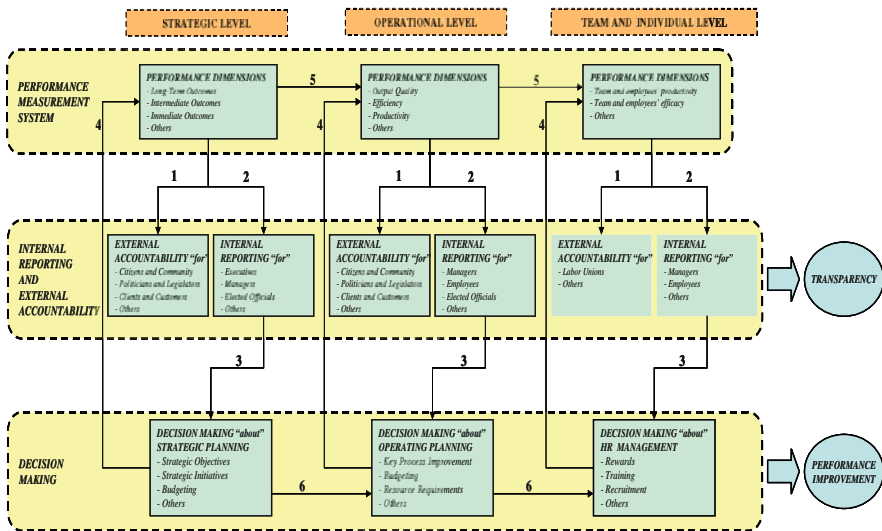 STRATEGIC LEVEL
OPERATIONAL LEVEL
TEAM AND INDIVIDUAL LEVEL
PERFORMANCE
MEASUREMENT
SYSTEM
PERFORMANCE DIMENSIONS
- Long-Term Outcomes
- Intermediate Outcomes
- Immediate Outcomes
- Others
5
PERFORMANCE DIMENSIONS
- Output Quality
- Efficiency
- Productivity
- Others
5
PERFORMANCE DIMENSIONS
- Team and employees' productivity
- Team and employees' efficacy
- Others
4
4
4
1
2
1
2
1
2
INTERNAL
REPORTING
AND
EXTERNAL
ACCOUNTABILITY
EXTERNAL
ACCOUNTABILITY “for”
- Citizens and Community
- Politicians and Legislators
- Clients and Customers
- Others
INTERNAL
REPORTING “for”
- Executives
- Managers
- Elected Officials
- Others
EXTERNAL
ACCOUNTABILITY “for”
- Citizens and Community
- Politicians and Legislators
- Clients and Customers
- Others
INTERNAL
REPORTING “for”
- Managers
- Employees
- Elected Officials
- Others
EXTERNAL
ACCOUNTABILITY “for”
- Labor Unions
- Others
INTERNAL
REPORTING “for”
- Managers
- Employees
- Others
TRANSPARENCY
3
3
3
DECISION
MAKING
DECISION MAKING “about”
STRATEGIC PLANNING
- Strategic Objectives
- Strategic Initiatives
- Budgeting
- Others
6
DECISION MAKING “about”
OPERATING PLANNING
- Key Process Improvement
- Budgeting
- Resource Requirements
- Others
6
DECISION MAKING “about”
HR MANAGEMENT
- Rewards
- Training
- Recruitment
- Others
PERFORMANCE
IMPROVEMENT